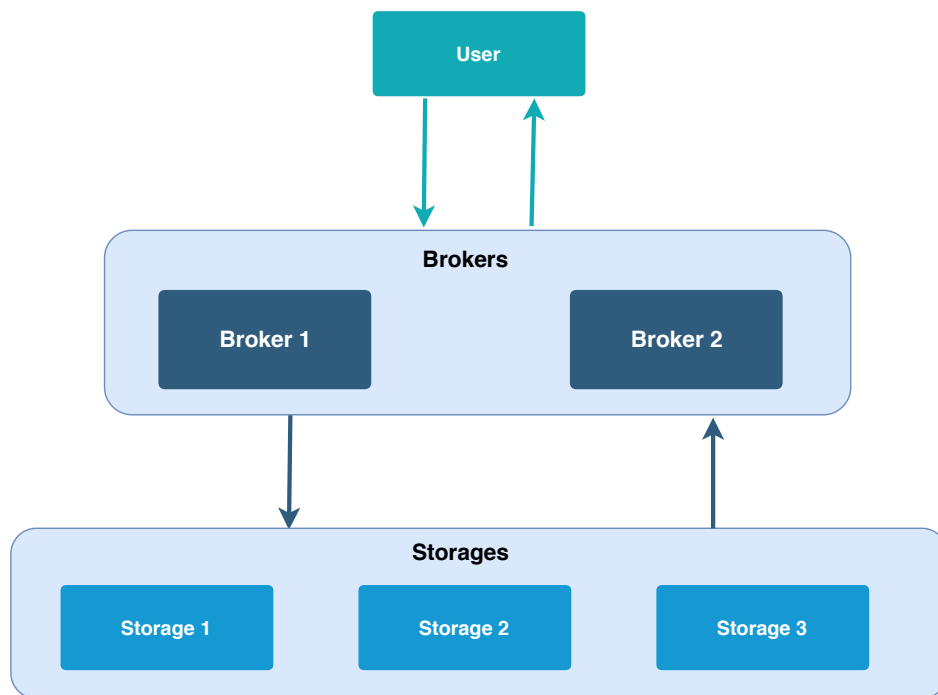 User
Brokers
Broker 1
Broker 2
Storages
Storage 1
Storage 2
Storage 3